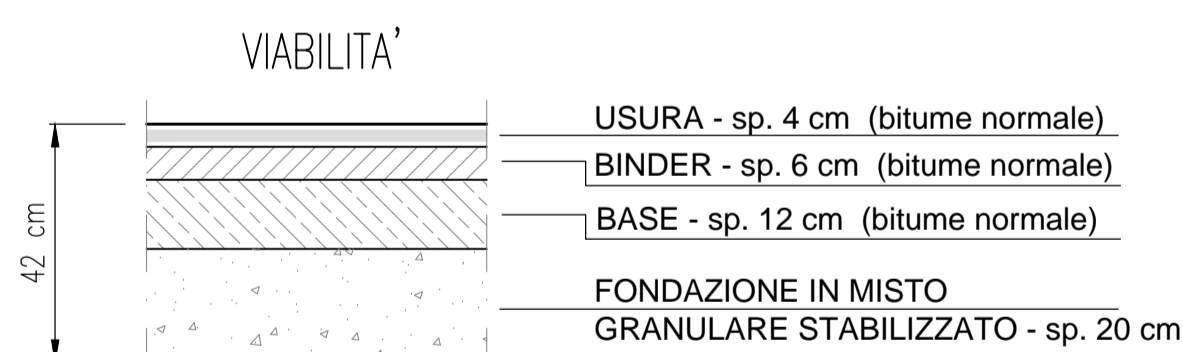 VIABILITA’
USURA - sp. 4 cm (bitume normale)
BINDER - sp. 6 cm (bitume normale)
BASE - sp. 12 cm (bitume normale)
42 cm
FONDAZIONE IN MISTO
GRANULARE STABILIZZATO - sp. 20 cm